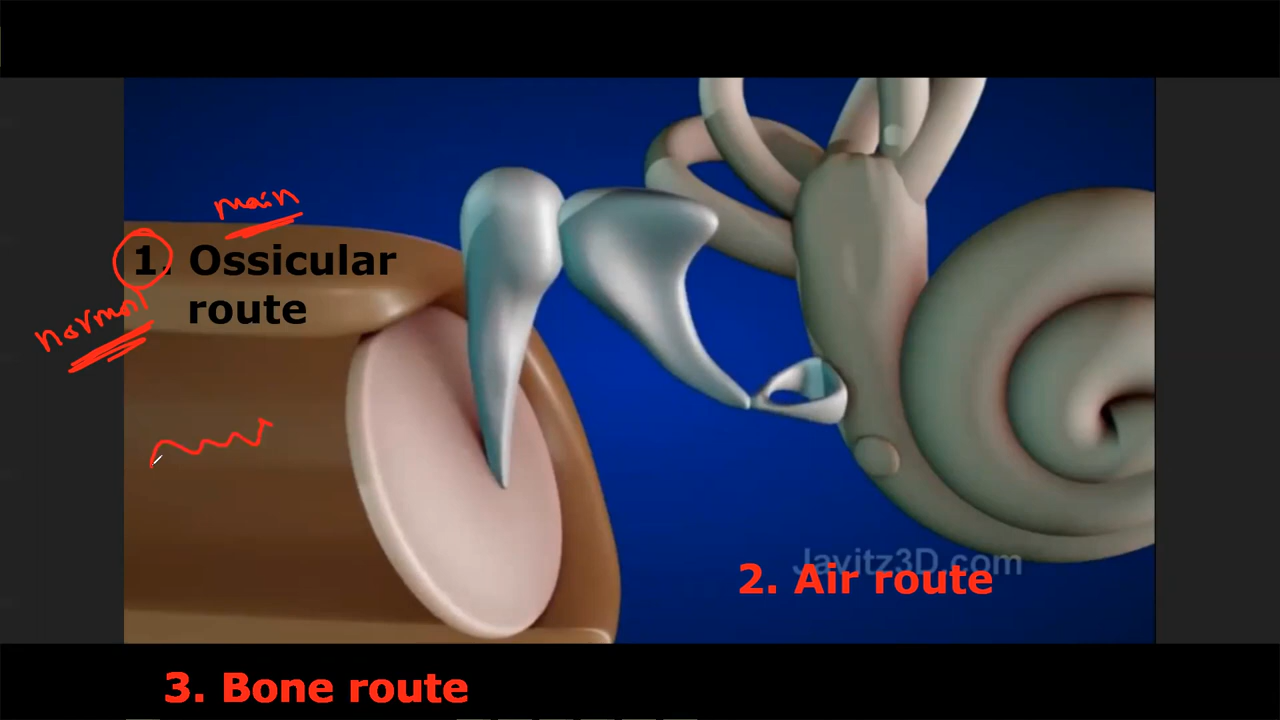 main
1. Ossicular
route
normal
Javitz3D.com
2. Air route
3. Bone route